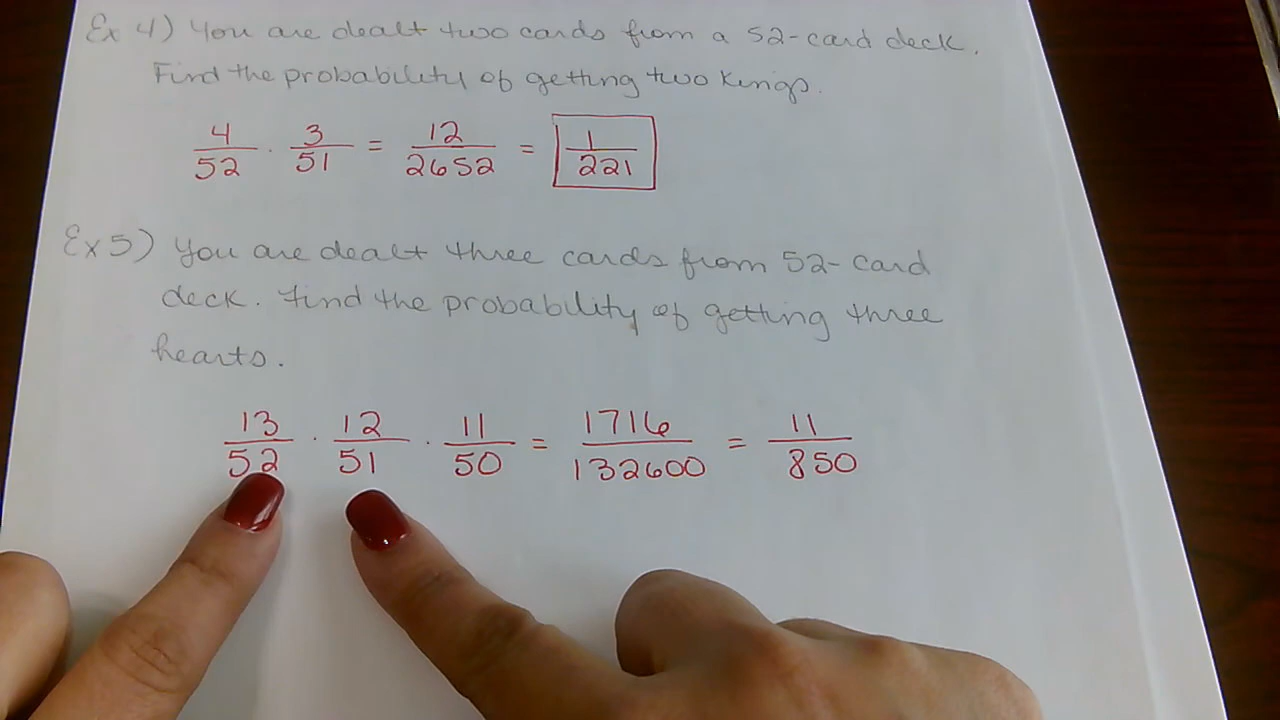 Ex 4) You are dealt two cards from a 52-card deck.
Find the probability of getting two kings.
4/52 · 3/51 = 12/2652 = 1/221
Ex 5) You are dealt three cards from 52-card
deck. Find the probability of getting three
hearts.
13/52 · 12/51 · 11/50 = 1716/132600 = 11/850